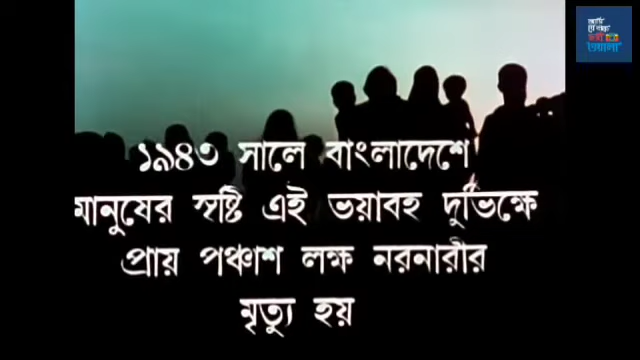 ১৯৪৩ সালে বাংলাদেশে
মানুষের সৃষ্টি এই ভয়াবহ দুর্ভিক্ষে
প্রায় পঞ্চাশ লক্ষ নরনারীর
মৃত্যু হয়